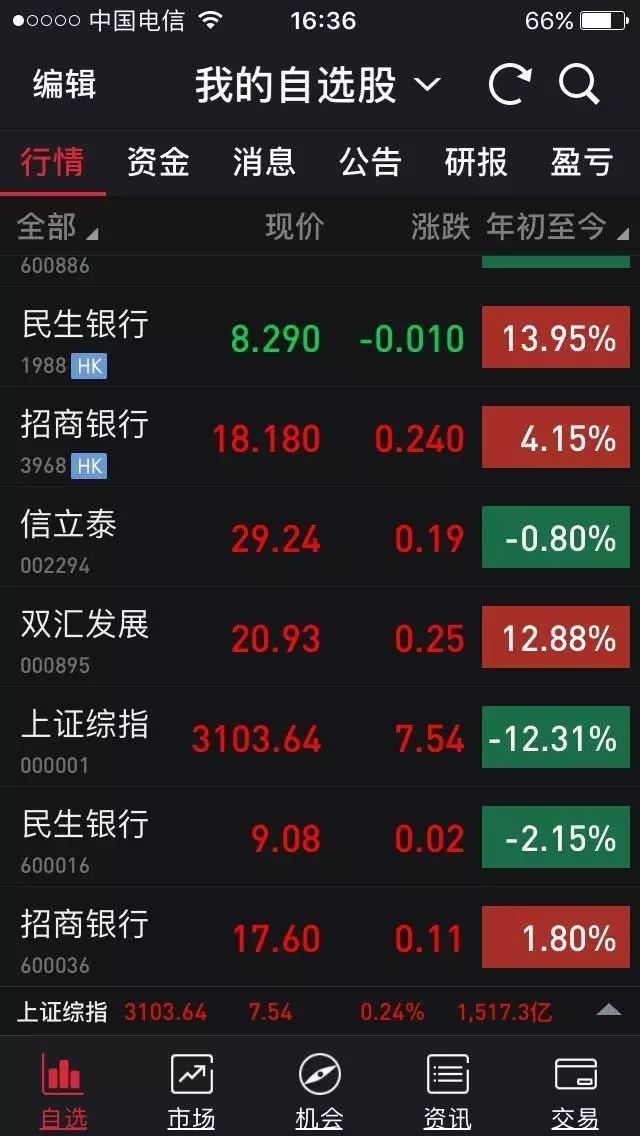 中国电信 16:36 66%
编辑 我的自选股
行情 资金 消息 公告 研报 盈亏
全部 现价 涨跌 年初至今
600886
民生银行 8.290 -0.010 13.95%
1988 HK
招商银行 18.180 0.240 4.15%
3968 HK
信立泰 29.24 0.19 -0.80%
002294
双汇发展 20.93 0.25 12.88%
000895
上证综指 3103.64 7.54 -12.31%
000001
民生银行 9.08 0.02 -2.15%
600016
招商银行 17.60 0.11 1.80%
600036
上证综指 3103.64 7.54 0.24% 1,517.3亿
自选 市场 机会 资讯 交易